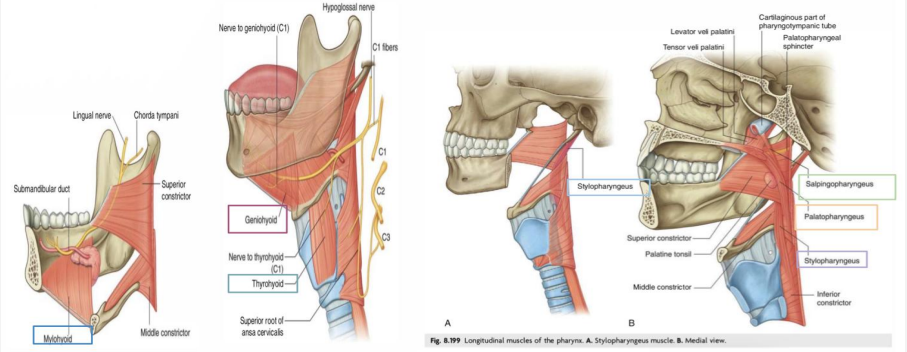 Lingual nerve
Chorda tympani
Submandibular duct
Superior
constrictor
Mylohyoid
Middle constrictor
Hypoglossal nerve
Nerve to geniohyoid (C1)
C1 fibers
C1
C2
C3
Geniohyoid
Nerve to thyrohyoid
(C1)
Thyrohyoid
Superior root of
ansa cervicalis
Stylopharyngeus
A
Cartilaginous part of
pharyngotympanic tube
Levator veli palatini
Palatopharyngeal
sphincter
Tensor veli palatini
Salpingopharyngeus
Palatopharyngeus
Superior constrictor
Palatine tonsil
Stylopharyngeus
Middle constrictor
Inferior
constrictor
B
Fig. 8.199 Longitudinal muscles of the pharynx. A. Stylopharyngeus muscle. B. Medial view.